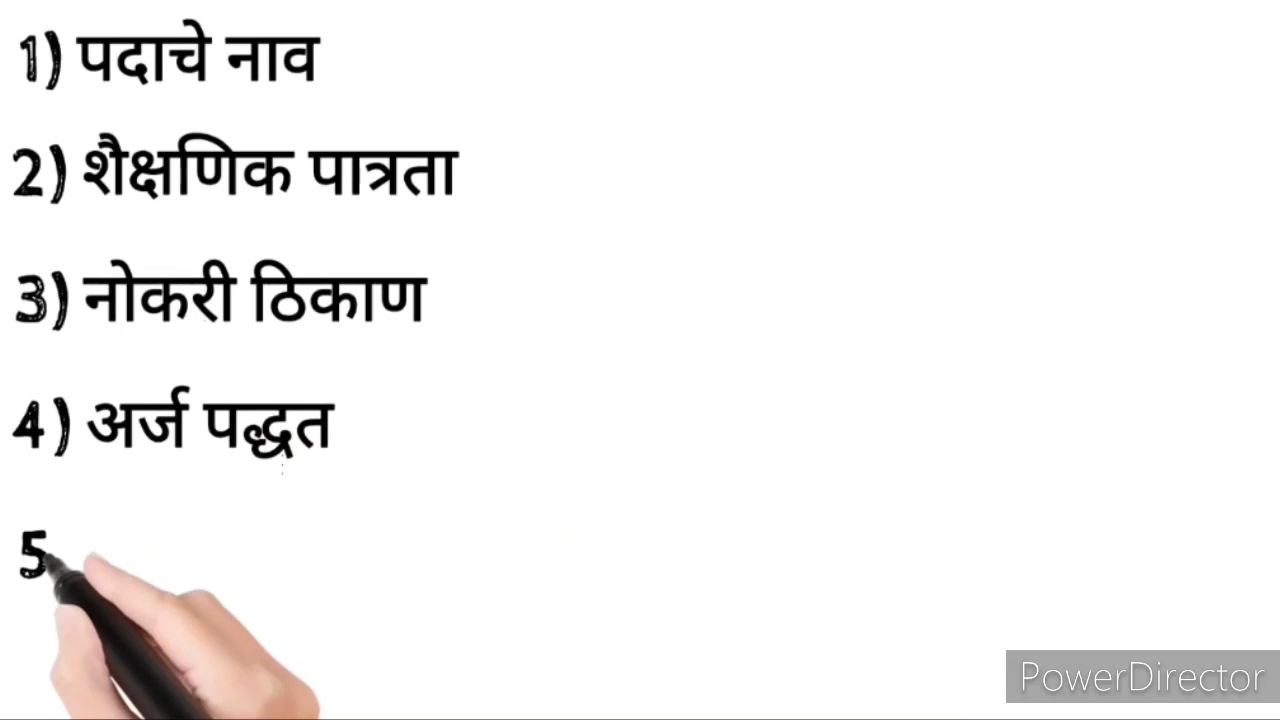 1) पदाचे नाव
2) शैक्षणिक पात्रता
3) नोकरी ठिकाण
4) अर्ज पद्धत
5
PowerDirector